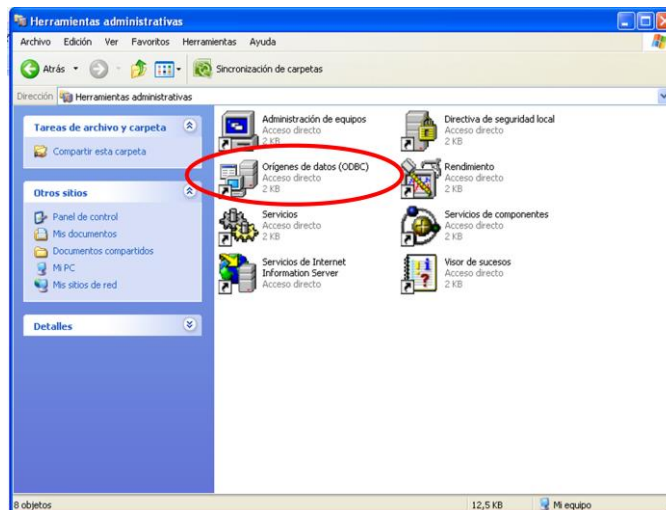 Herramientas administrativas
Archivo Edición Ver Favoritos Herramientas Ayuda
Atrás Sincronización de carpetas
Dirección Herramientas administrativas
Tareas de archivo y carpeta
Compartir esta carpeta
Otros sitios
Panel de control
Mis documentos
Documentos compartidos
Mi PC
Mis sitios de red
Detalles
Administración de equipos
Acceso directo
2 KB
Directiva de seguridad local
Acceso directo
2 KB
Orígenes de datos (ODBC)
Acceso directo
2 KB
Rendimiento
Acceso directo
2 KB
Servicios
Acceso directo
2 KB
Servicios de componentes
Acceso directo
2 KB
Servicios de Internet
Information Server
Acceso directo
Visor de sucesos
Acceso directo
2 KB
8 objetos 12,5 KB Mi equipo